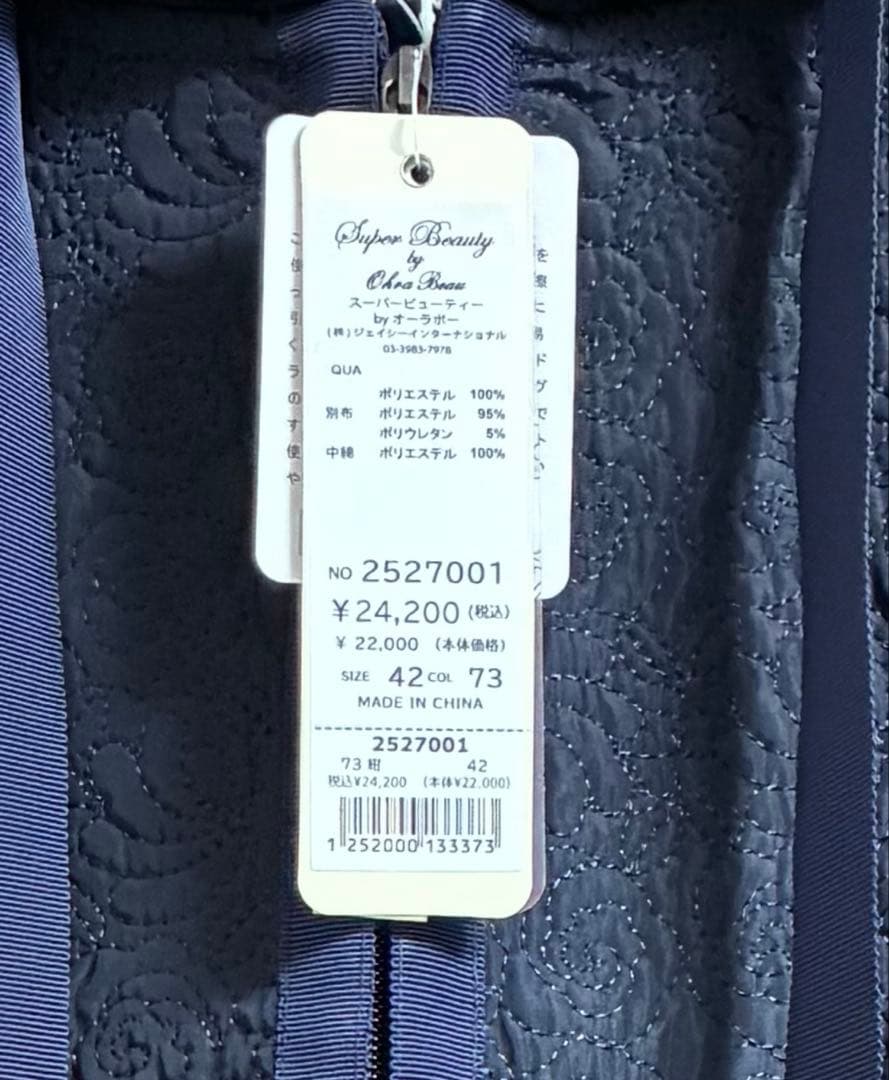 Super Beauty
by
Ohra Beau
スーパービューティー
by オーラボー
(株)ジェイシーインターナショナル
03-3983-7978
QUA
ポリエステル 100%
別布 ポリエステル 95%
ポリウレタン 5%
中綿 ポリエステル 100%
NO 2527001
¥24,200 (税込)
¥ 22,000 (本体価格)
SIZE 42 COL 73
MADE IN CHINA
2527001
73 紺 42
税込¥24,200 (本体¥22,000)
1 252000 133373